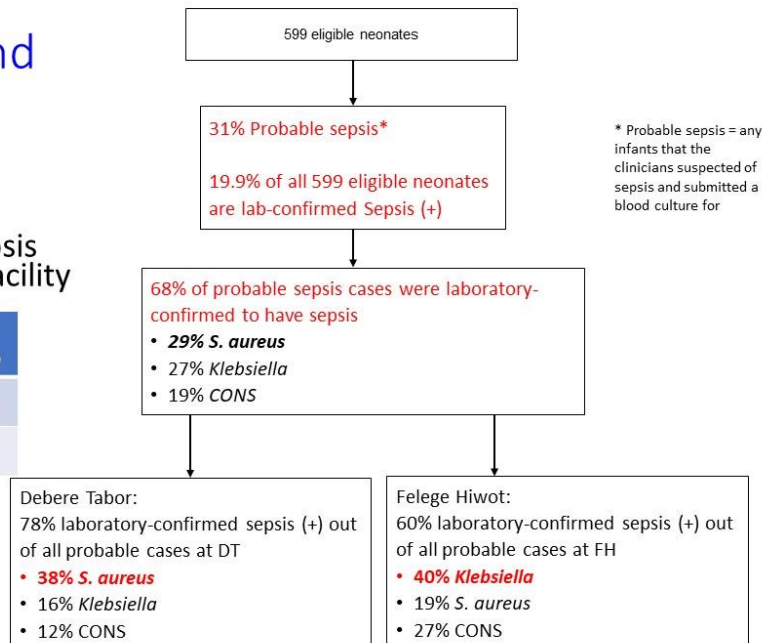 nd
599 eligible neonates
31% Probable sepsis*
19.9% of all 599 eligible neonates
are lab-confirmed Sepsis (+)
* Probable sepsis = any
infants that the
clinicians suspected of
sepsis and submitted a
blood culture for
osis
acility
68% of probable sepsis cases were laboratory-
confirmed to have sepsis
• 29% S. aureus
• 27% Klebsiella
• 19% CONS
Debere Tabor:
78% laboratory-confirmed sepsis (+) out
of all probable cases at DT
• 38% S. aureus
• 16% Klebsiella
• 12% CONS
Felege Hiwot:
60% laboratory-confirmed sepsis (+) out
of all probable cases at FH
• 40% Klebsiella
• 19% S. aureus
• 27% CONS